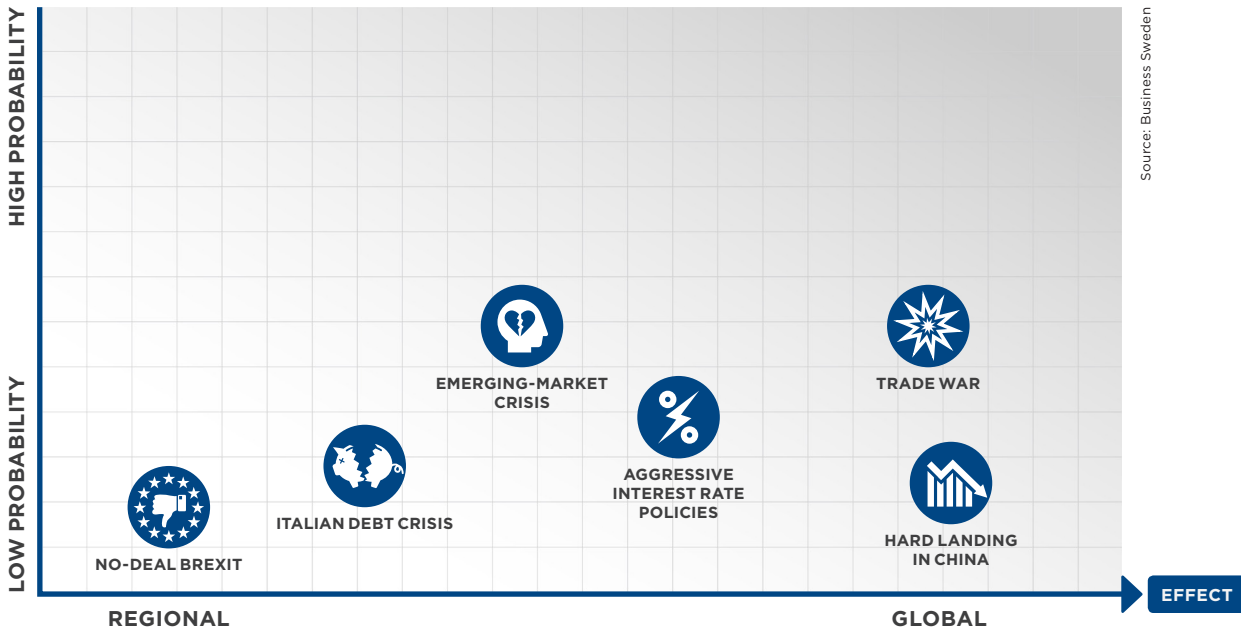 HIGH PROBABILITY
LOW PROBABILITY
Source: Business Sweden
EMERGING-MARKET
CRISIS
TRADE WAR
AGGRESSIVE
INTEREST RATE
POLICIES
ITALIAN DEBT CRISIS
HARD LANDING
IN CHINA
NO-DEAL BREXIT
EFFECT
REGIONAL
GLOBAL